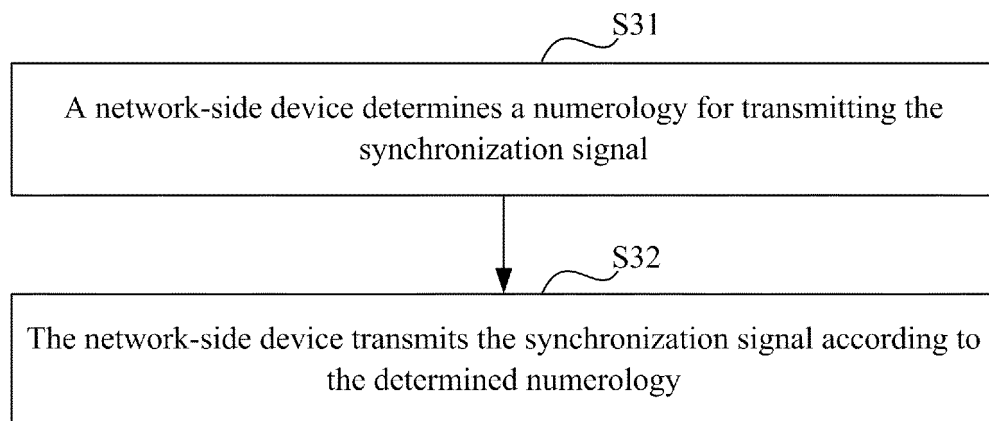 S31
A network-side device determines a numerology for transmitting the
synchronization signal
S32
The network-side device transmits the synchronization signal according to
the determined numerology